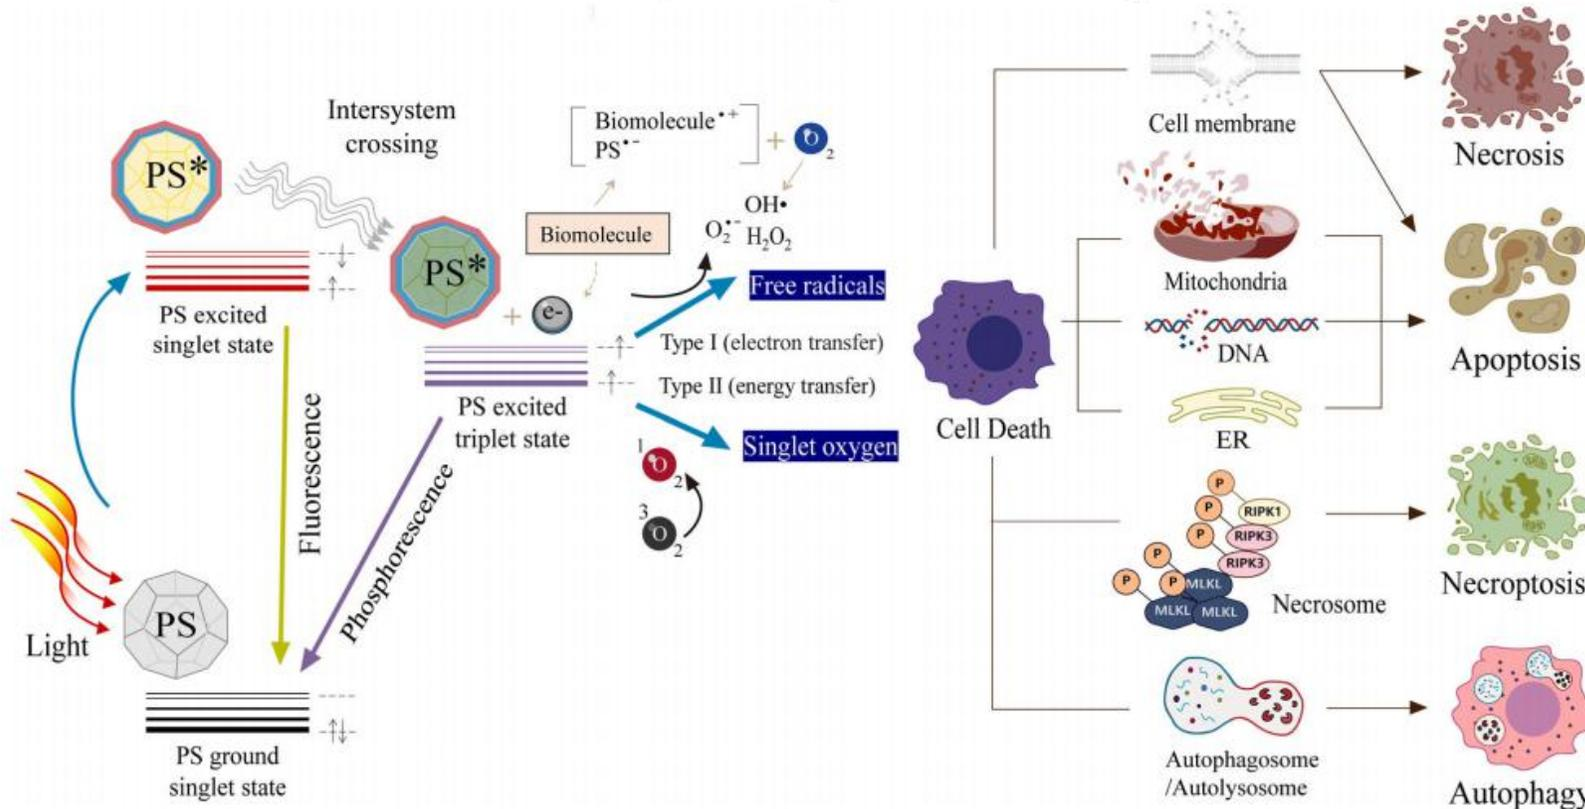 Intersystem
crossing
PS*
PS excited
singlet state
PS*
Biomolecule•+
PS•-
+ O2
Biomolecule
O2•-
OH•
H2O2
+ e-
Free radicals
Type I (electron transfer)
Type II (energy transfer)
PS excited
triplet state
Singlet oxygen
1O2
3O2
Fluorescence
Phosphorescence
Light
PS
PS ground
singlet state
Cell Death
Cell membrane
Mitochondria
DNA
ER
P
P
P
P
P
P
RIPK1
RIPK3
RIPK3
MLKL
MLKL
MLKL
Necrosome
Autophagosome
/Autolysosome
Necrosis
Apoptosis
Necroptosis
Autophagy